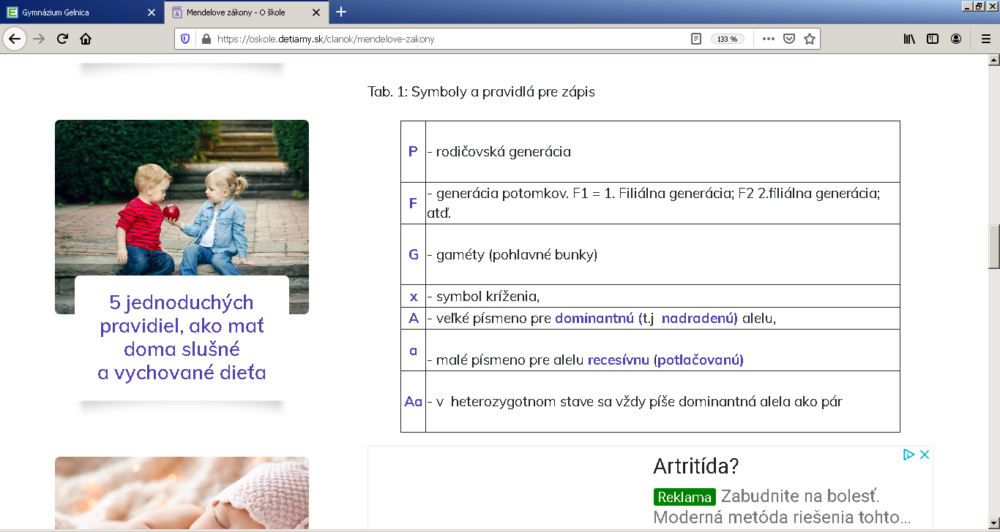 Gymnázium Gelnica
Mendelove zákony - O škole
https://oskole.detiamy.sk/clanok/mendelove-zakony
133 %
Tab. 1: Symboly a pravidlá pre zápis
P - rodičovská generácia
F - generácia potomkov. F1 = 1. Filiálna generácia; F2 2.filiálna generácia;
atď.
G - gaméty (pohlavné bunky)
x - symbol kríženia,
A - veľké písmeno pre dominantnú (t.j nadradenú) alelu,
a - malé písmeno pre alelu recesívnu (potlačovanú)
Aa - v heterozygotnom stave sa vždy píše dominantná alela ako pár
5 jednoduchých
pravidiel, ako mať
doma slušné
a vychované dieťa
Artritída?
Reklama Zabudnite na bolesť.
Moderná metóda riešenia tohto...